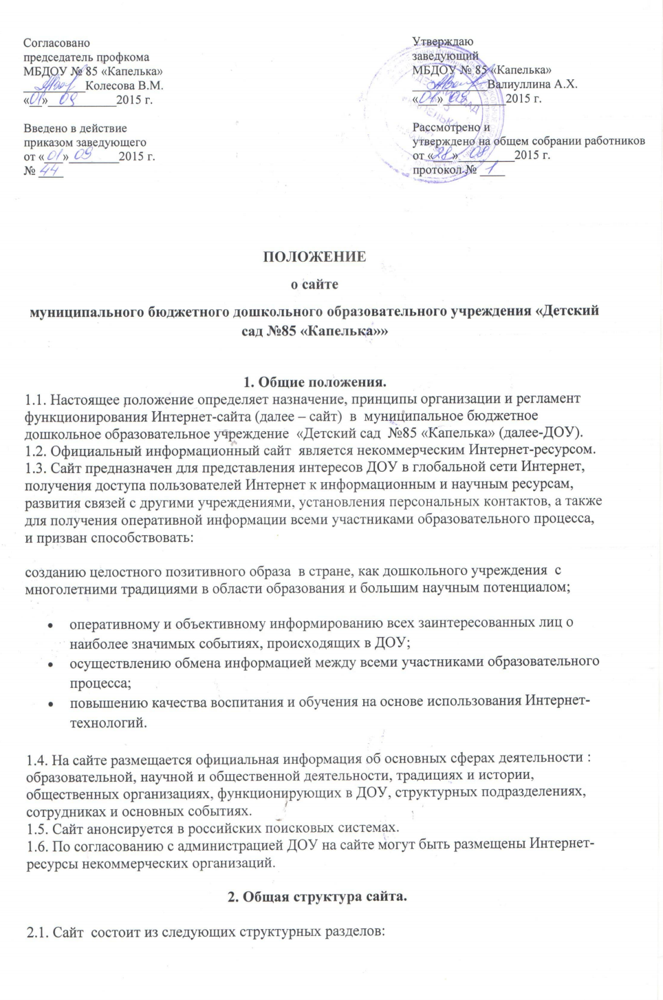 Согласовано
председатель профкома
МБДОУ № 85 «Капелька»
___________Колесова В.М.
«01»   09   2015 г.
Введено в действие
приказом заведующего
от «01» 09 2015 г.
№ 44
Утверждаю
заведующий
МБДОУ № 85 «Капелька»
____________Валиуллина А.Х.
«01» 09 2015 г.
Рассмотрено и
утверждено на общем собрании работников
от «28» 08 2015 г.
протокол № 1
ПОЛОЖЕНИЕ
о сайте
муниципального бюджетного дошкольного образовательного учреждения «Детский
сад №85 «Капелька»»
1. Общие положения.
1.1. Настоящее положение определяет назначение, принципы организации и регламент
функционирования Интернет-сайта (далее – сайт)  в  муниципальное бюджетное
дошкольное образовательное учреждение  «Детский сад  №85 «Капелька» (далее-ДОУ).
1.2. Официальный информационный сайт  является некоммерческим Интернет-ресурсом.
1.3. Сайт предназначен для представления интересов ДОУ в глобальной сети Интернет,
получения доступа пользователей Интернет к информационным и научным ресурсам,
развития связей с другими учреждениями, установления персональных контактов, а также
для получения оперативной информации всеми участниками образовательного процесса,
и призван способствовать:
созданию целостного позитивного образа  в стране, как дошкольного учреждения  с
многолетними традициями в области образования и большим научным потенциалом;
• оперативному и объективному информированию всех заинтересованных лиц о
наиболее значимых событиях, происходящих в ДОУ;
• осуществлению обмена информацией между всеми участниками образовательного
процесса;
• повышению качества воспитания и обучения на основе использования Интернет-
технологий.
1.4. На сайте размещается официальная информация об основных сферах деятельности :
образовательной, научной и общественной деятельности, традициях и истории,
общественных организациях, функционирующих в ДОУ, структурных подразделениях,
сотрудниках и основных событиях.
1.5. Сайт анонсируется в российских поисковых системах.
1.6. По согласованию с администрацией ДОУ на сайте могут быть размещены Интернет-
ресурсы некоммерческих организаций.
2. Общая структура сайта.
2.1. Сайт  состоит из следующих структурных разделов: